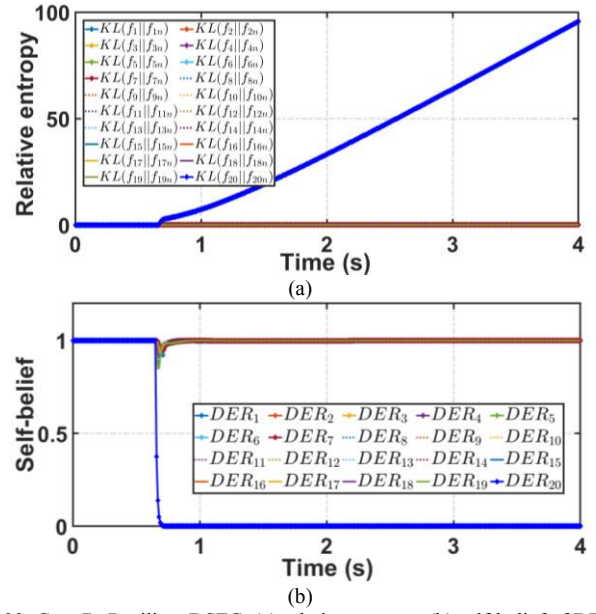 100
50
0
Relative entropy
KL(f₁||f₁ₙ) KL(f₂||f₂ₙ)
KL(f₃||f₃ₙ) KL(f₄||f₄ₙ)
KL(f₅||f₅ₙ) KL(f₆||f₆ₙ)
KL(f₇||f₇ₙ) KL(f₈||f₈ₙ)
KL(f₉||f₉ₙ) KL(f₁₀||f₁₀ₙ)
KL(f₁₁||f₁₁ₙ) KL(f₁₂||f₁₂ₙ)
KL(f₁₃||f₁₃ₙ) KL(f₁₄||f₁₄ₙ)
KL(f₁₅||f₁₅ₙ) KL(f₁₆||f₁₆ₙ)
KL(f₁₇||f₁₇ₙ) KL(f₁₈||f₁₈ₙ)
KL(f₁₉||f₁₉ₙ) KL(f₂₀||f₂₀ₙ)
0 1 2 3 4
Time (s)
(a)
1
0.5
0
Self-belief
DER₁ DER₂ DER₃ DER₄ DER₅
DER₆ DER₇ DER₈ DER₉ DER₁₀
DER₁₁ DER₁₂ DER₁₃ DER₁₄ DER₁₅
DER₁₆ DER₁₇ DER₁₈ DER₁₉ DER₂₀
0 1 2 3 4
Time (s)
(b)